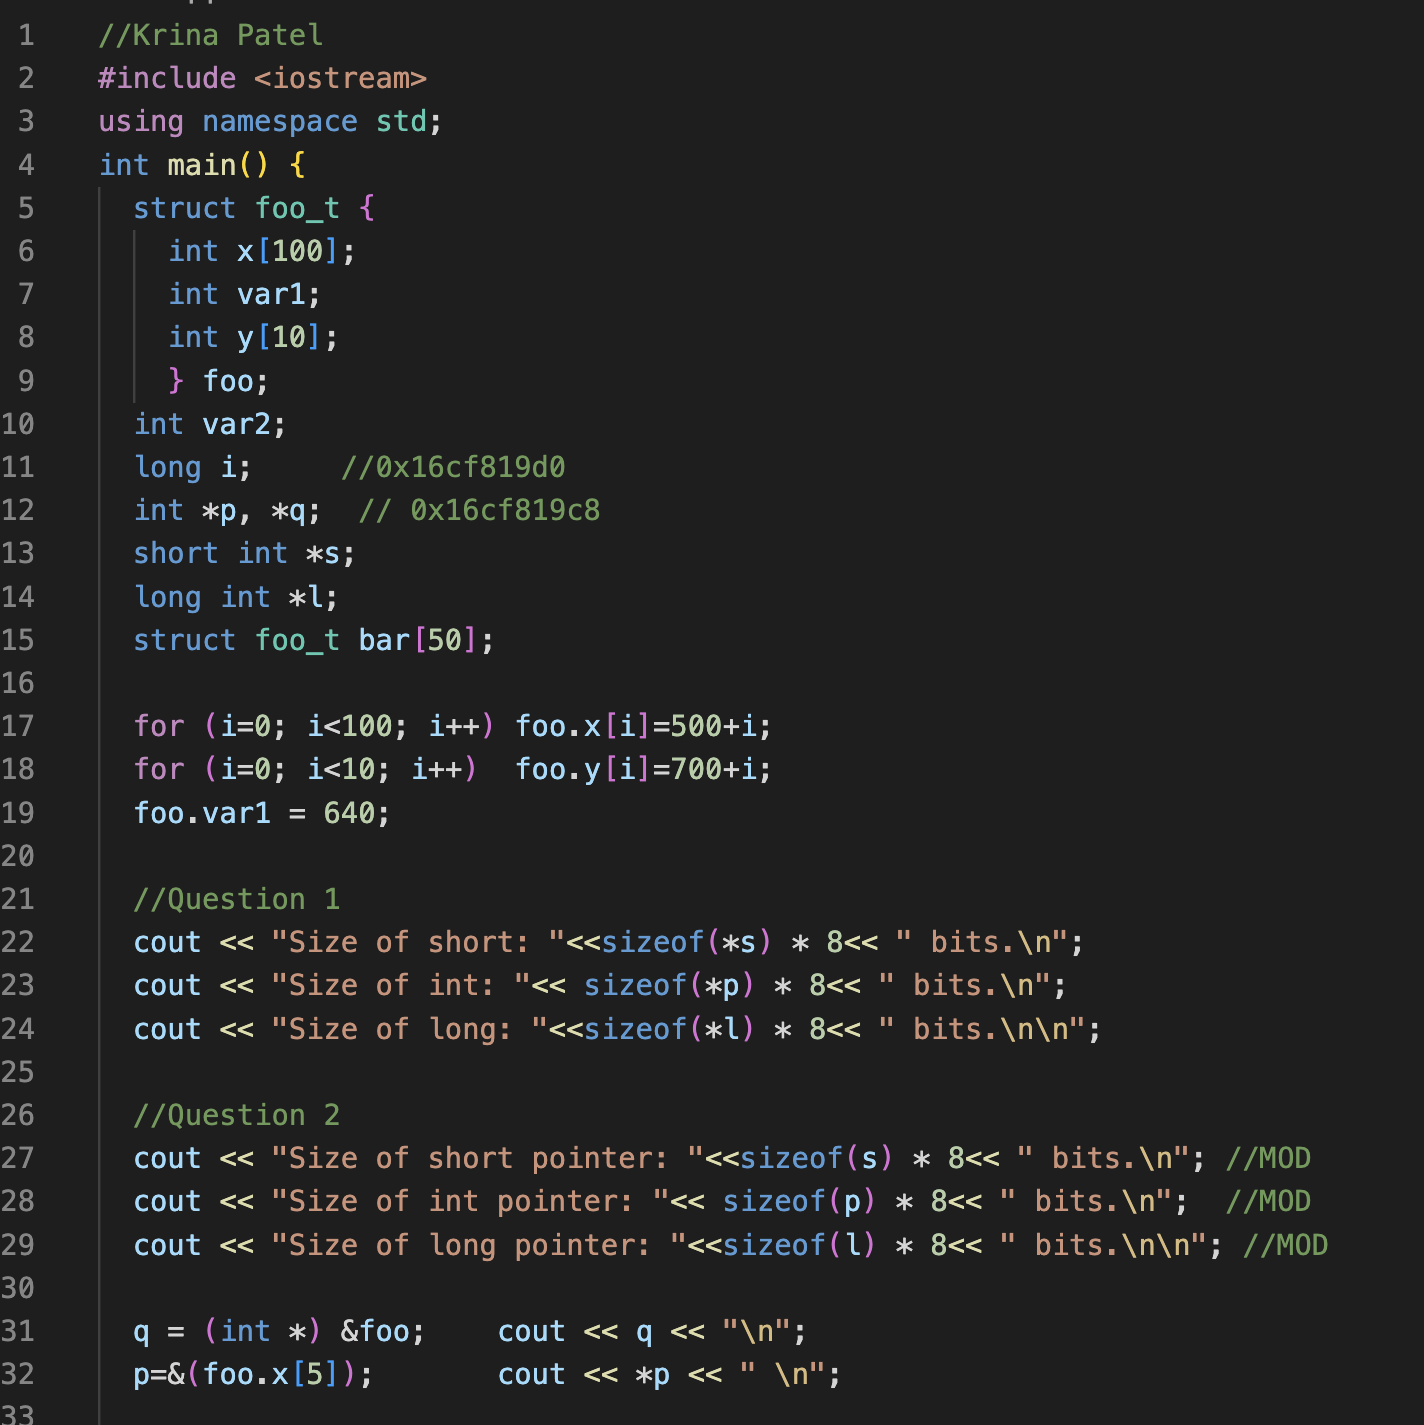 1 //Krina Patel
2 #include <iostream>
3 using namespace std;
4 int main() {
5 struct foo_t {
6 int x[100];
7 int var1;
8 int y[10];
9 } foo;
10 int var2;
11 long i; //0x16cf819d0
12 int *p, *q; // 0x16cf819c8
13 short int *s;
14 long int *l;
15 struct foo_t bar[50];
16
17 for (i=0; i<100; i++) foo.x[i]=500+i;
18 for (i=0; i<10; i++) foo.y[i]=700+i;
19 foo.var1 = 640;
20
21 //Question 1
22 cout << "Size of short: "<<sizeof(*s) * 8<< " bits.\n";
23 cout << "Size of int: "<< sizeof(*p) * 8<< " bits.\n";
24 cout << "Size of long: "<<sizeof(*l) * 8<< " bits.\n\n";
25
26 //Question 2
27 cout << "Size of short pointer: "<<sizeof(s) * 8<< " bits.\n"; //MOD
28 cout << "Size of int pointer: "<< sizeof(p) * 8<< " bits.\n"; //MOD
29 cout << "Size of long pointer: "<<sizeof(l) * 8<< " bits.\n\n"; //MOD
30
31 q = (int *) &foo; cout << q << "\n";
32 p=&(foo.x[5]); cout << *p << " \n";
33